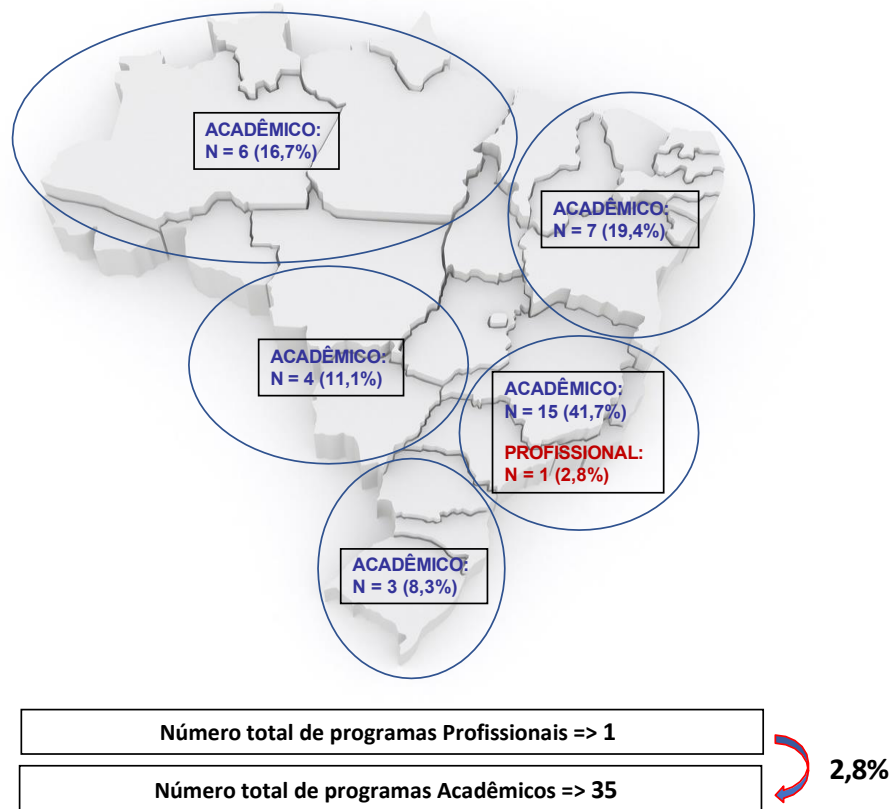 ACADÊMICO:
N = 6 (16,7%)
ACADÊMICO:
N = 7 (19,4%)
ACADÊMICO:
N = 4 (11,1%)
ACADÊMICO:
N = 15 (41,7%)
PROFISSIONAL:
N = 1 (2,8%)
ACADÊMICO:
N = 3 (8,3%)
Número total de programas Profissionais => 1
2,8%
Número total de programas Acadêmicos => 35